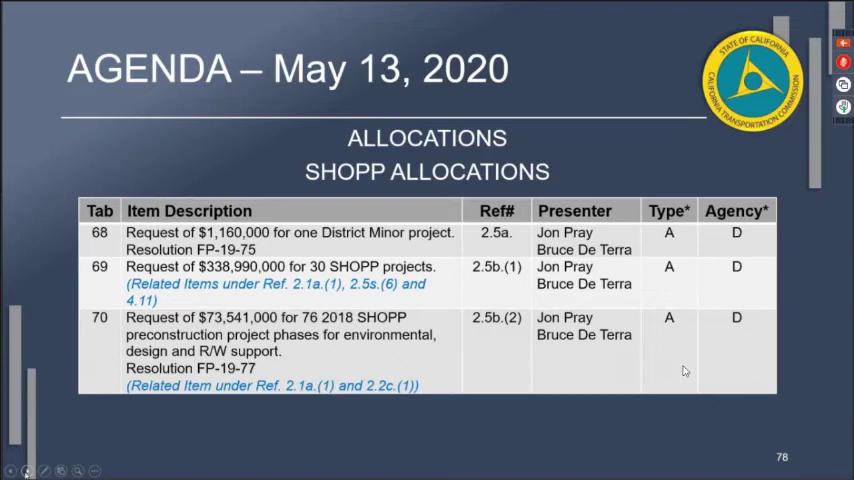 AGENDA – May 13, 2020
STATE OF CALIFORNIA
CALIFORNIA TRANSPORTATION COMMISSION
ALLOCATIONS
SHOPP ALLOCATIONS
Tab Item Description Ref# Presenter Type* Agency*
68 Request of $1,160,000 for one District Minor project. 2.5a. Jon Pray A D
Resolution FP-19-75 Bruce De Terra
69 Request of $338,990,000 for 30 SHOPP projects. 2.5b.(1) Jon Pray A D
(Related Items under Ref. 2.1a.(1), 2.5s.(6) and Bruce De Terra
4.11)
70 Request of $73,541,000 for 76 2018 SHOPP 2.5b.(2) Jon Pray A D
preconstruction project phases for environmental, Bruce De Terra
design and R/W support.
Resolution FP-19-77
(Related Item under Ref. 2.1a.(1) and 2.2c.(1))
78